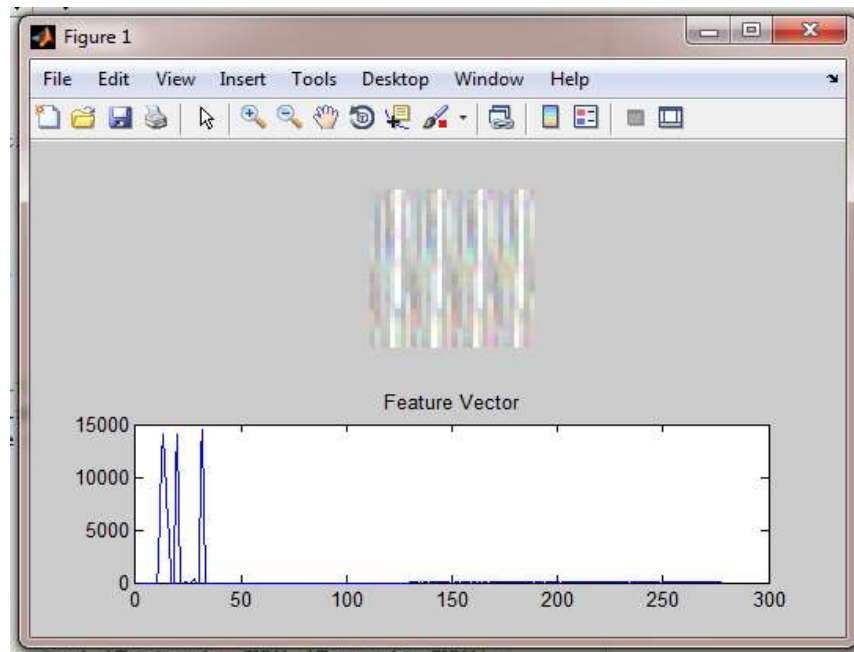 Figure 1
File Edit View Insert Tools Desktop Window Help
Feature Vector
15000
10000
5000
0
0 50 100 150 200 250 300